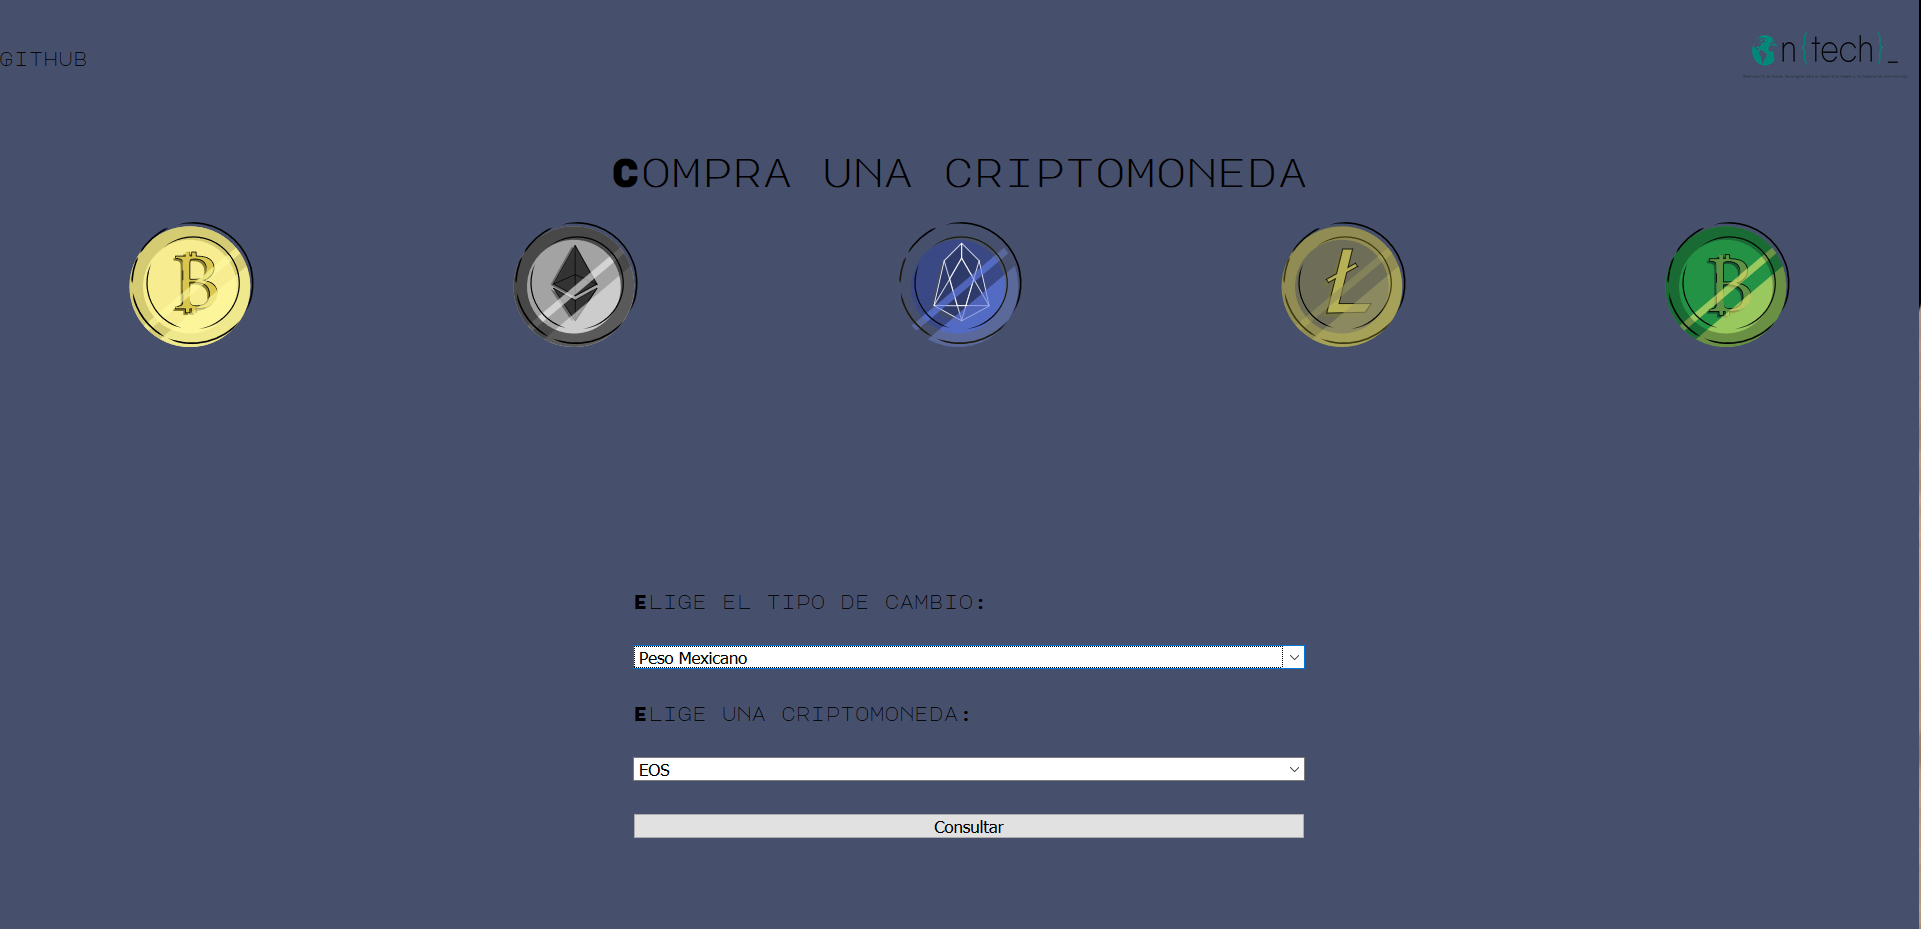 GITHUB
n{tech}_
COMPRA UNA CRIPTOMONEDA
ELIGE EL TIPO DE CAMBIO:
Peso Mexicano
ELIGE UNA CRIPTOMONEDA:
EOS
Consultar